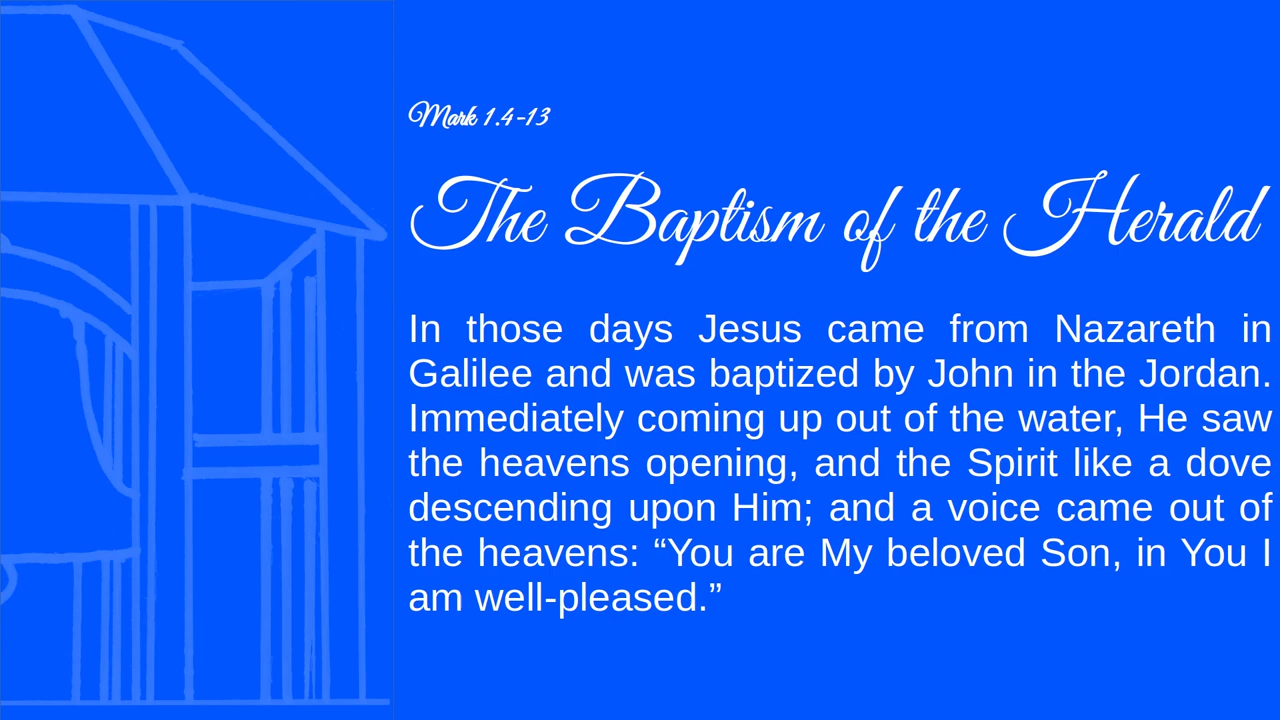 Mark 1.4-13
The Baptism of the Herald
In those days Jesus came from Nazareth in
Galilee and was baptized by John in the Jordan.
Immediately coming up out of the water, He saw
the heavens opening, and the Spirit like a dove
descending upon Him; and a voice came out of
the heavens: “You are My beloved Son, in You I
am well-pleased.”